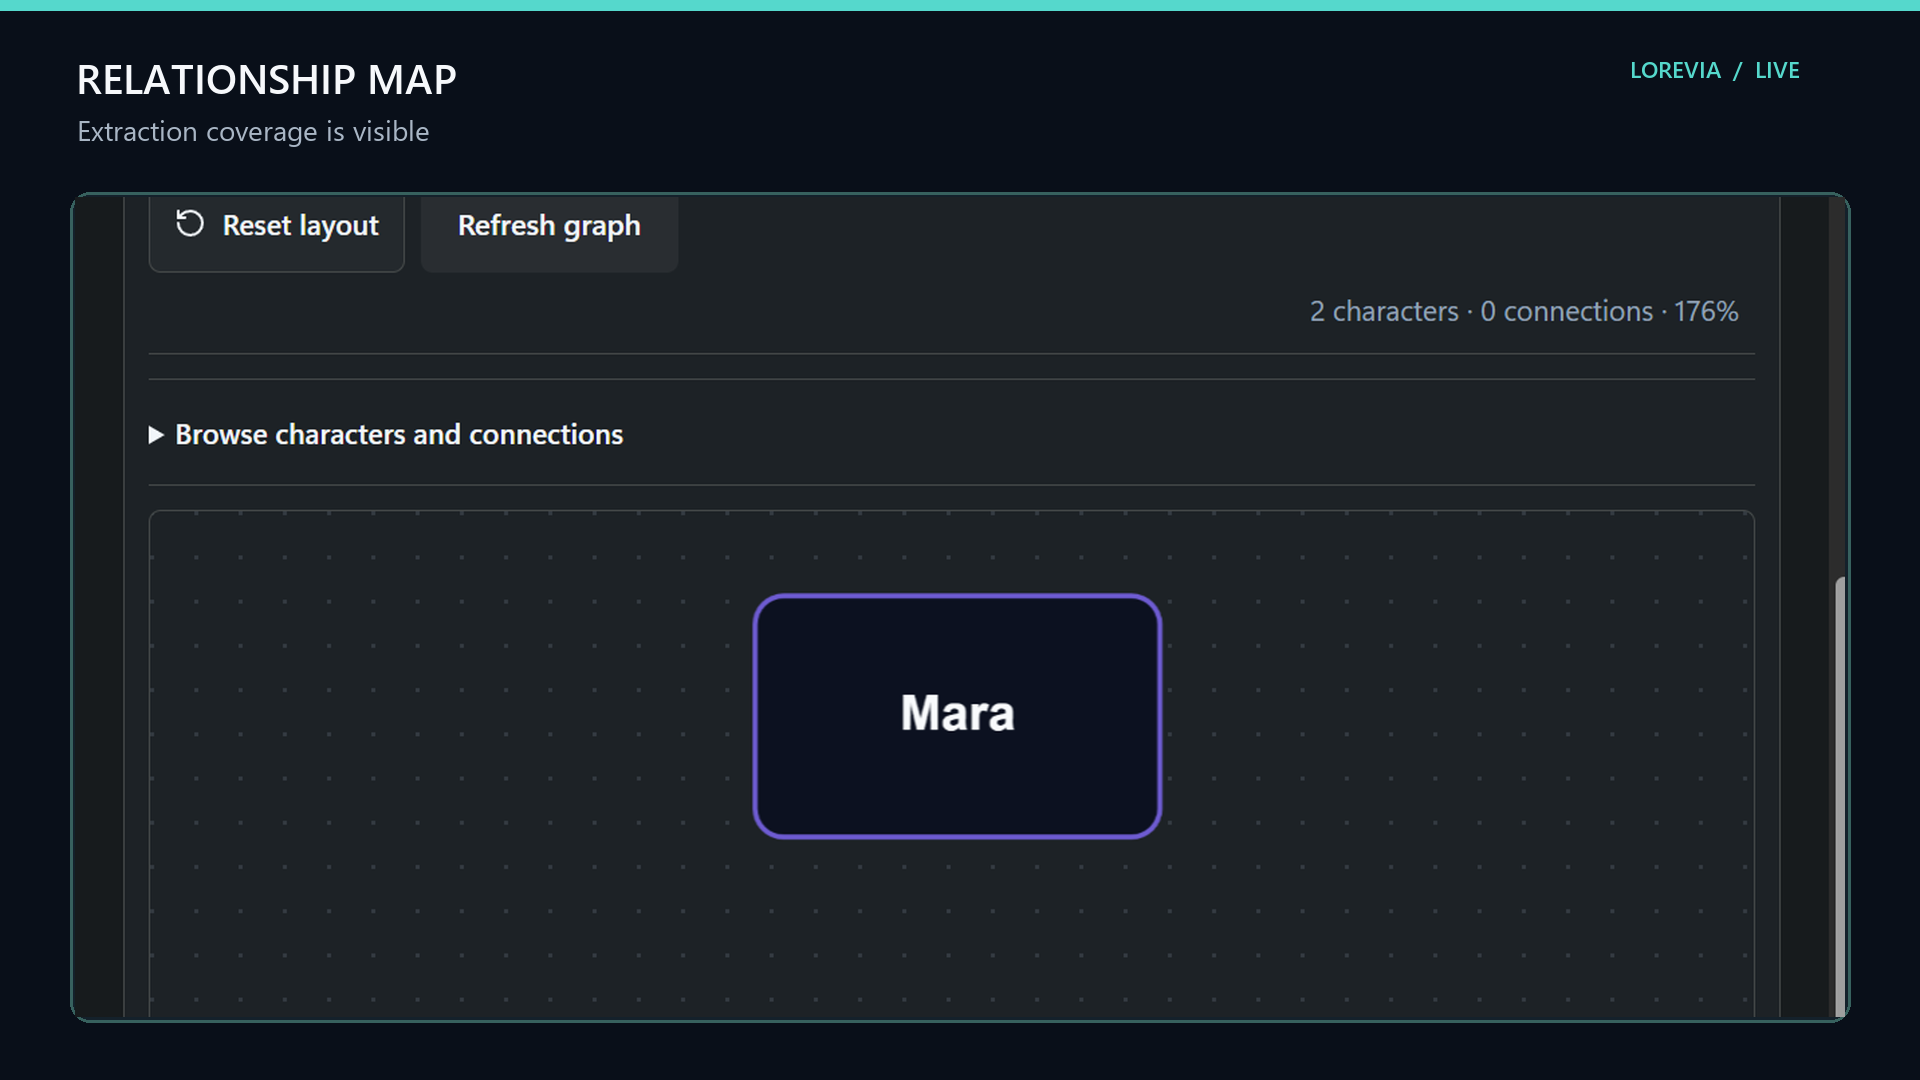 RELATIONSHIP MAP
LOREVIA / LIVE
Extraction coverage is visible
Reset layout
Refresh graph
2 characters · 0 connections · 176%
Browse characters and connections
Mara